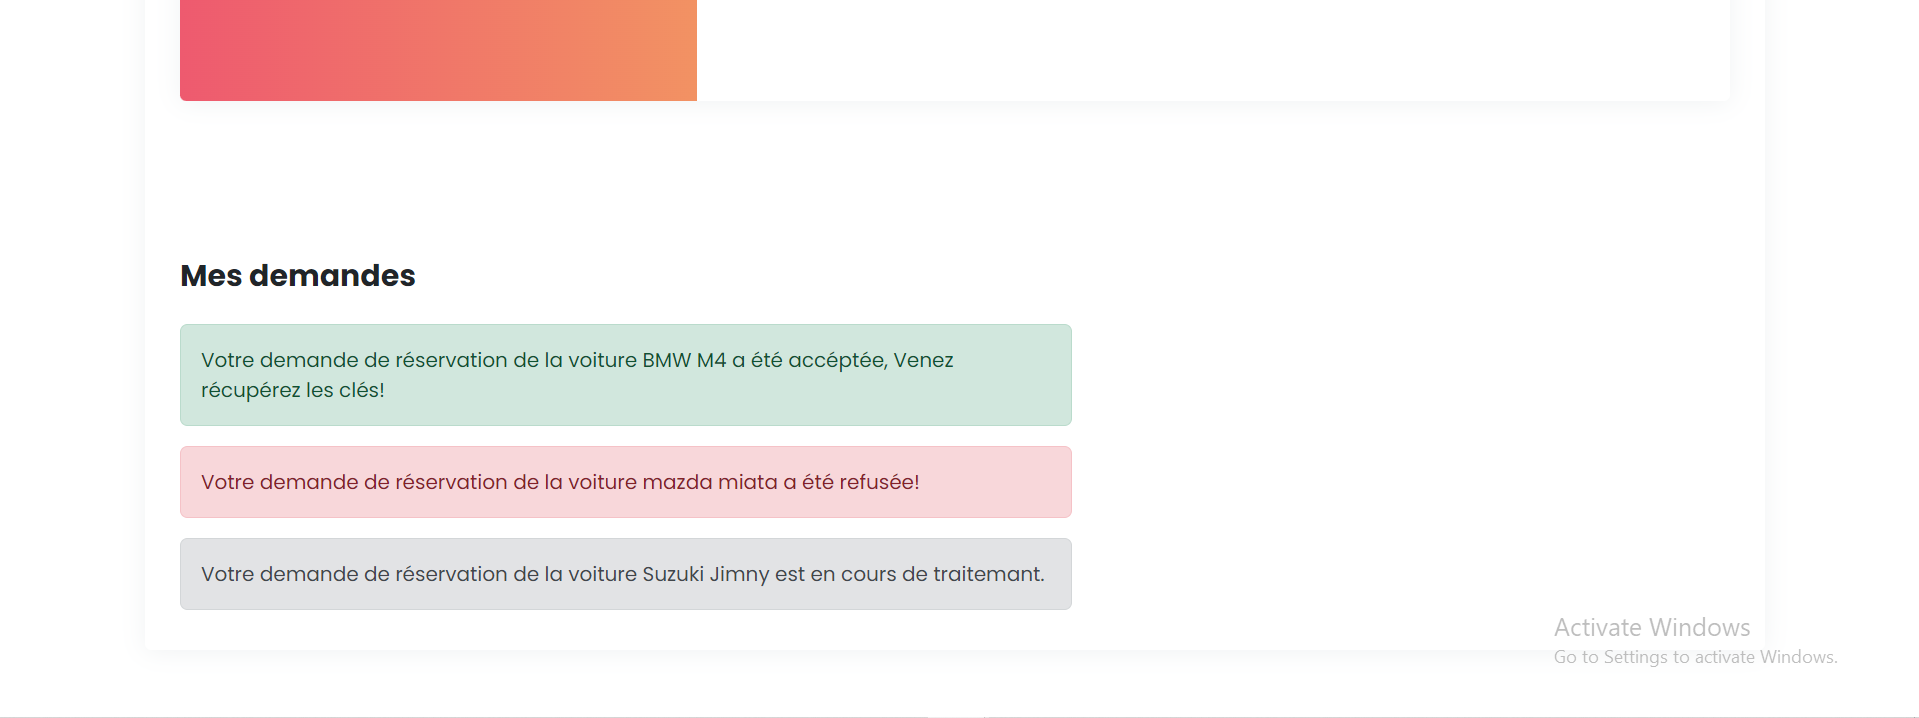 Mes demandes
Votre demande de réservation de la voiture BMW M4 a été accéptée, Venez
récupérez les clés!
Votre demande de réservation de la voiture mazda miata a été refusée!
Votre demande de réservation de la voiture Suzuki Jimny est en cours de traitemant.
Activate Windows
Go to Settings to activate Windows.